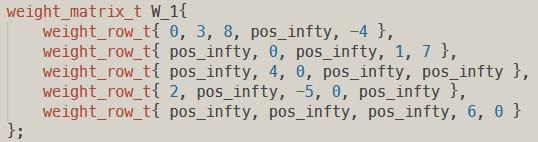 weight_matrix_t W_1{
weight_row_t{ 0, 3, 8, pos_infty, -4 },
weight_row_t{ pos_infty, 0, pos_infty, 1, 7 },
weight_row_t{ pos_infty, 4, 0, pos_infty, pos_infty },
weight_row_t{ 2, pos_infty, -5, 0, pos_infty },
weight_row_t{ pos_infty, pos_infty, pos_infty, 6, 0 }
};